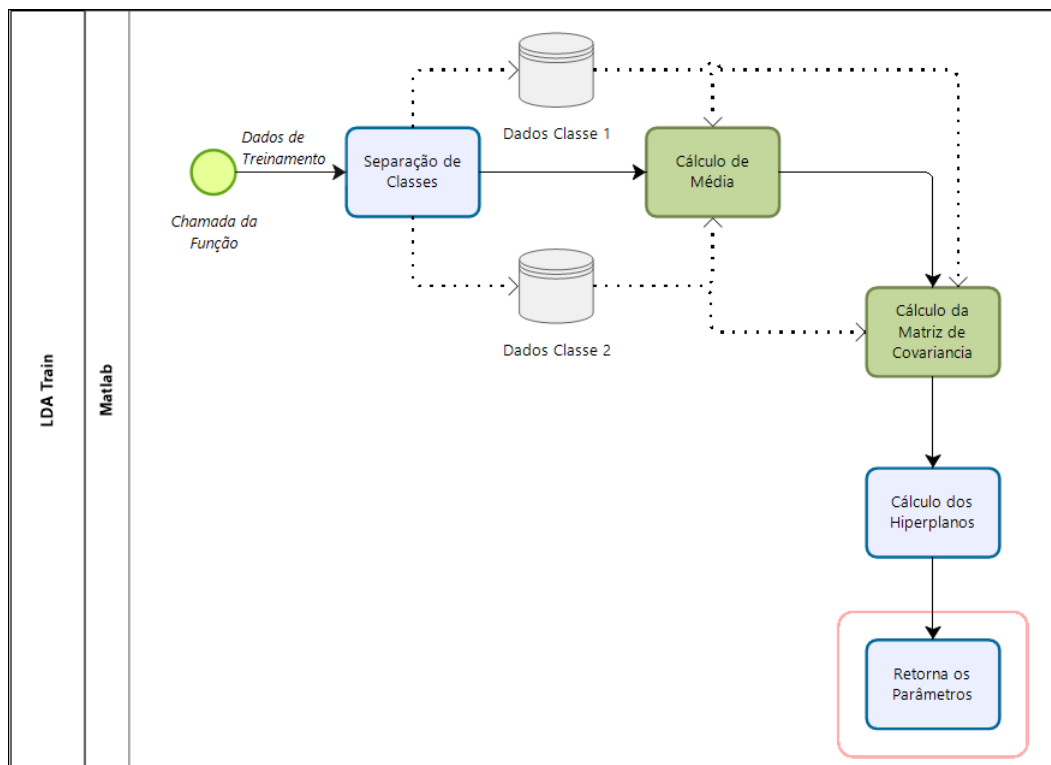 LDA Train
Matlab
Dados de
Treinamento
Chamada da
Função
Separação de
Classes
Dados Classe 1
Dados Classe 2
Cálculo de
Média
Cálculo da
Matriz de
Covariancia
Cálculo dos
Hiperplanos
Retorna os
Parâmetros